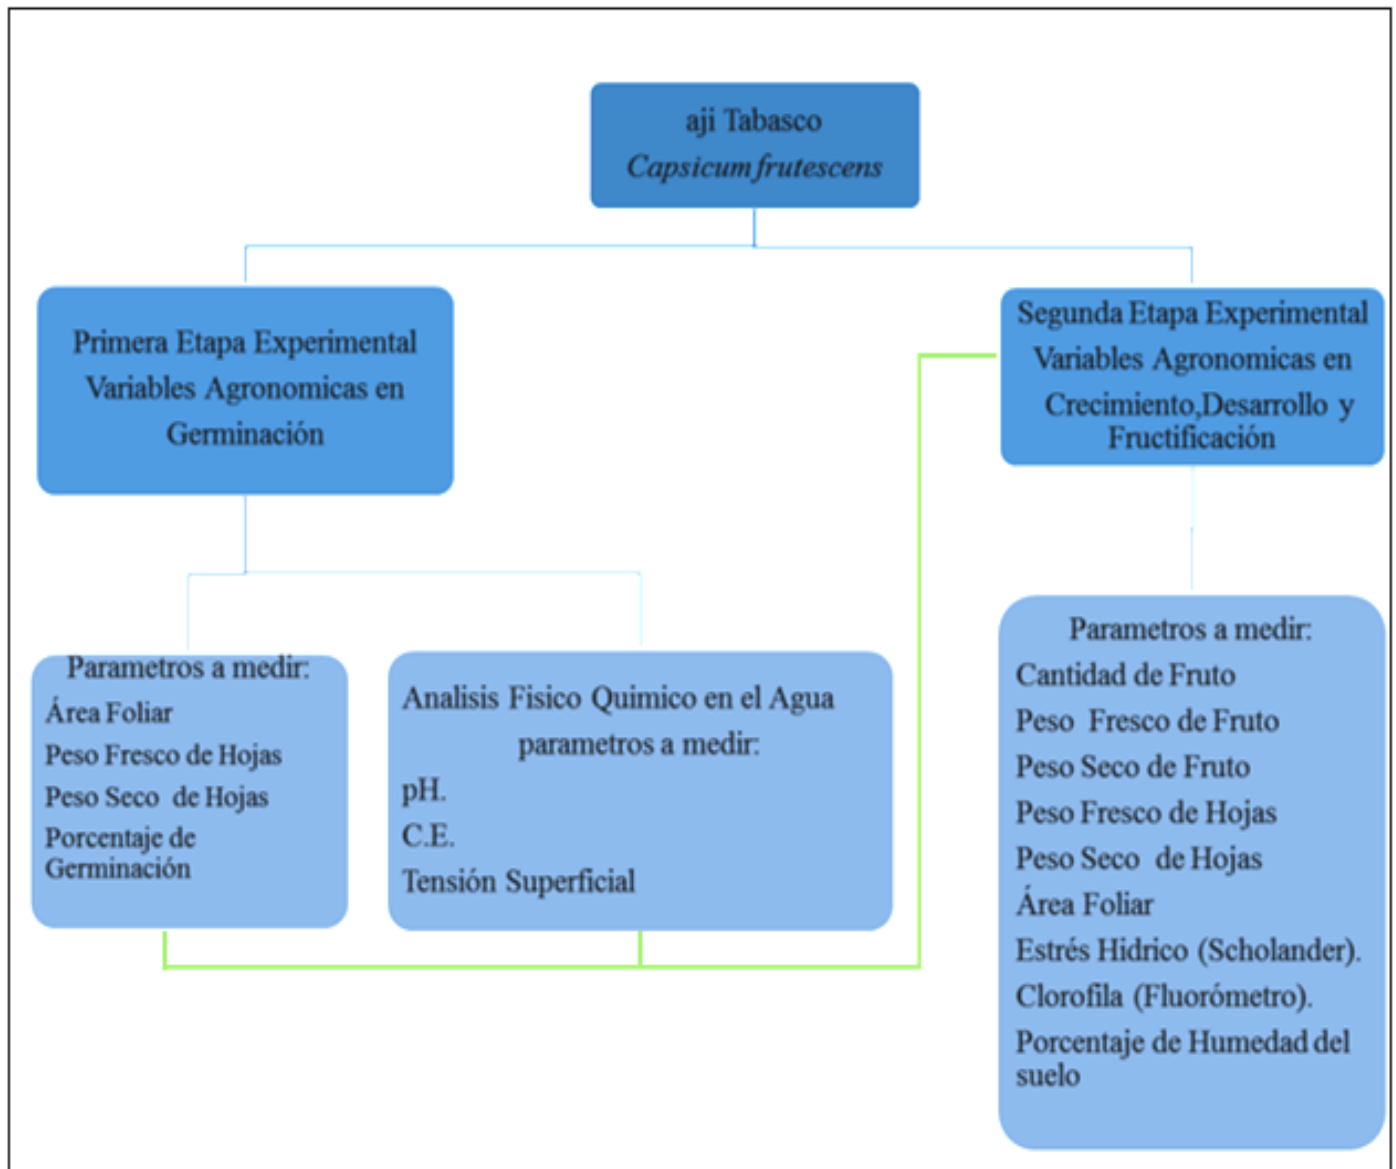 aji Tabasco
Capsicum frutescens
Primera Etapa Experimental
Variables Agronomicas en
Germinación
Segunda Etapa Experimental
Variables Agronomicas en
Crecimiento,Desarrollo y
Fructificación
Parametros a medir:
Área Foliar
Peso Fresco de Hojas
Peso Seco de Hojas
Porcentaje de
Germinación
Analisis Fisico Quimico en el Agua
parametros a medir:
pH.
C.E.
Tensión Superficial
Parametros a medir:
Cantidad de Fruto
Peso Fresco de Fruto
Peso Seco de Fruto
Peso Fresco de Hojas
Peso Seco de Hojas
Área Foliar
Estrés Hidrico (Scholander).
Clorofila (Fluorómetro).
Porcentaje de Humedad del
suelo